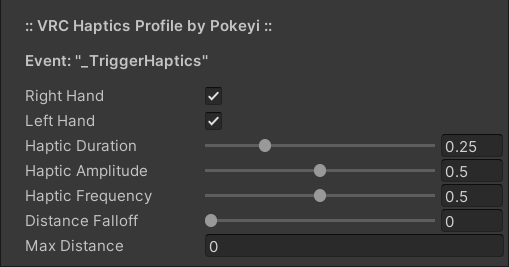 :: VRC Haptics Profile by Pokeyi ::
Event: "_TriggerHaptics"
Right Hand
Left Hand
Haptic Duration 0.25
Haptic Amplitude 0.5
Haptic Frequency 0.5
Distance Falloff 0
Max Distance 0